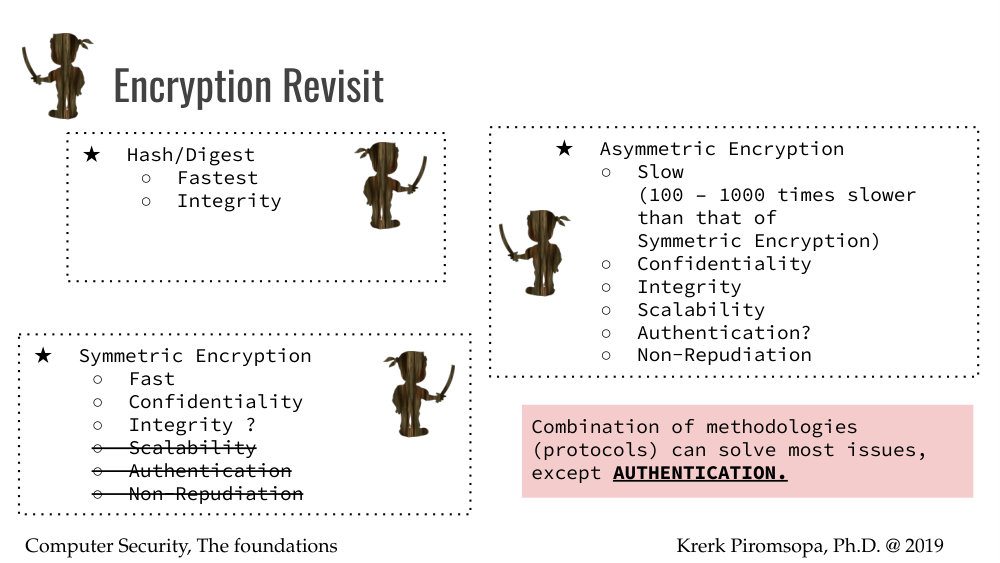 Encryption Revisit
★ Hash/Digest
○ Fastest
○ Integrity
★ Symmetric Encryption
○ Fast
○ Confidentiality
○ Integrity ?
○ Scalability
○ Authentication
○ Non-Repudiation
★ Asymmetric Encryption
○ Slow
(100 – 1000 times slower
than that of
Symmetric Encryption)
○ Confidentiality
○ Integrity
○ Scalability
○ Authentication?
○ Non-Repudiation
Combination of methodologies
(protocols) can solve most issues,
except AUTHENTICATION.
Computer Security, The foundations
Krerk Piromsopa, Ph.D. @ 2019